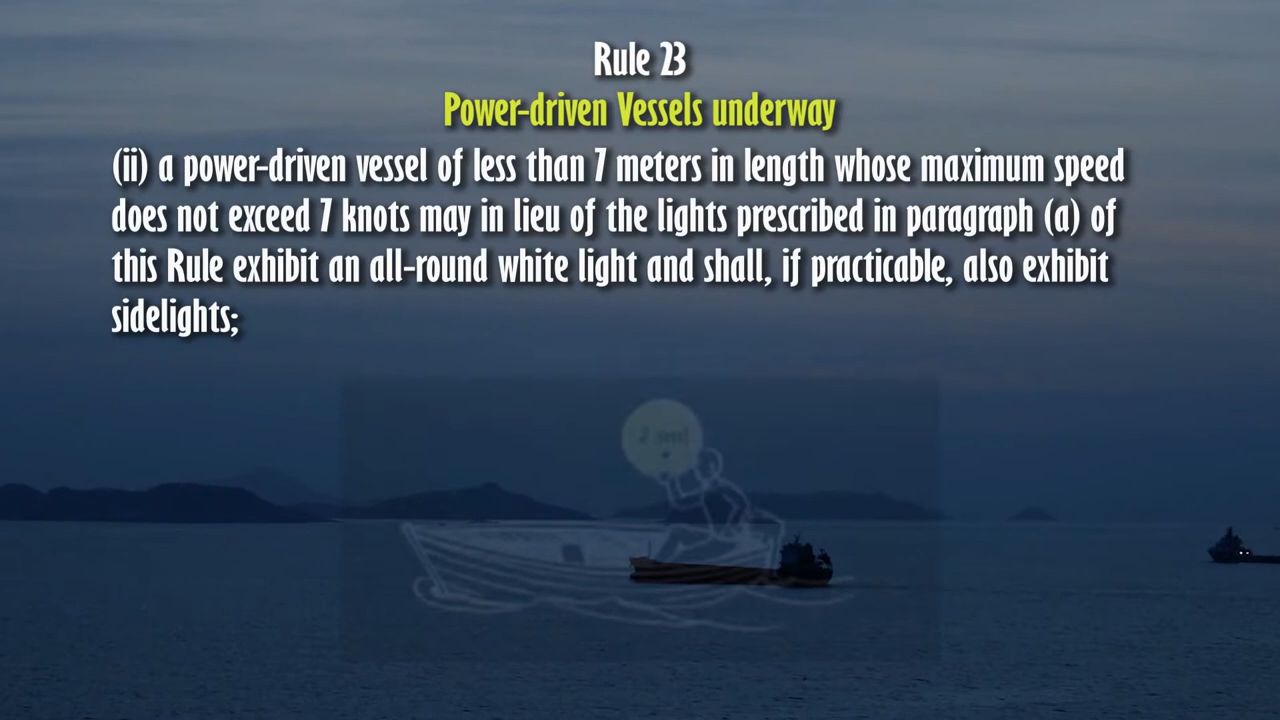 Rule 23
Power-driven Vessels underway
(ii) a power-driven vessel of less than 7 meters in length whose maximum speed
does not exceed 7 knots may in lieu of the lights prescribed in paragraph (a) of
this Rule exhibit an all-round white light and shall, if practicable, also exhibit
sidelights;